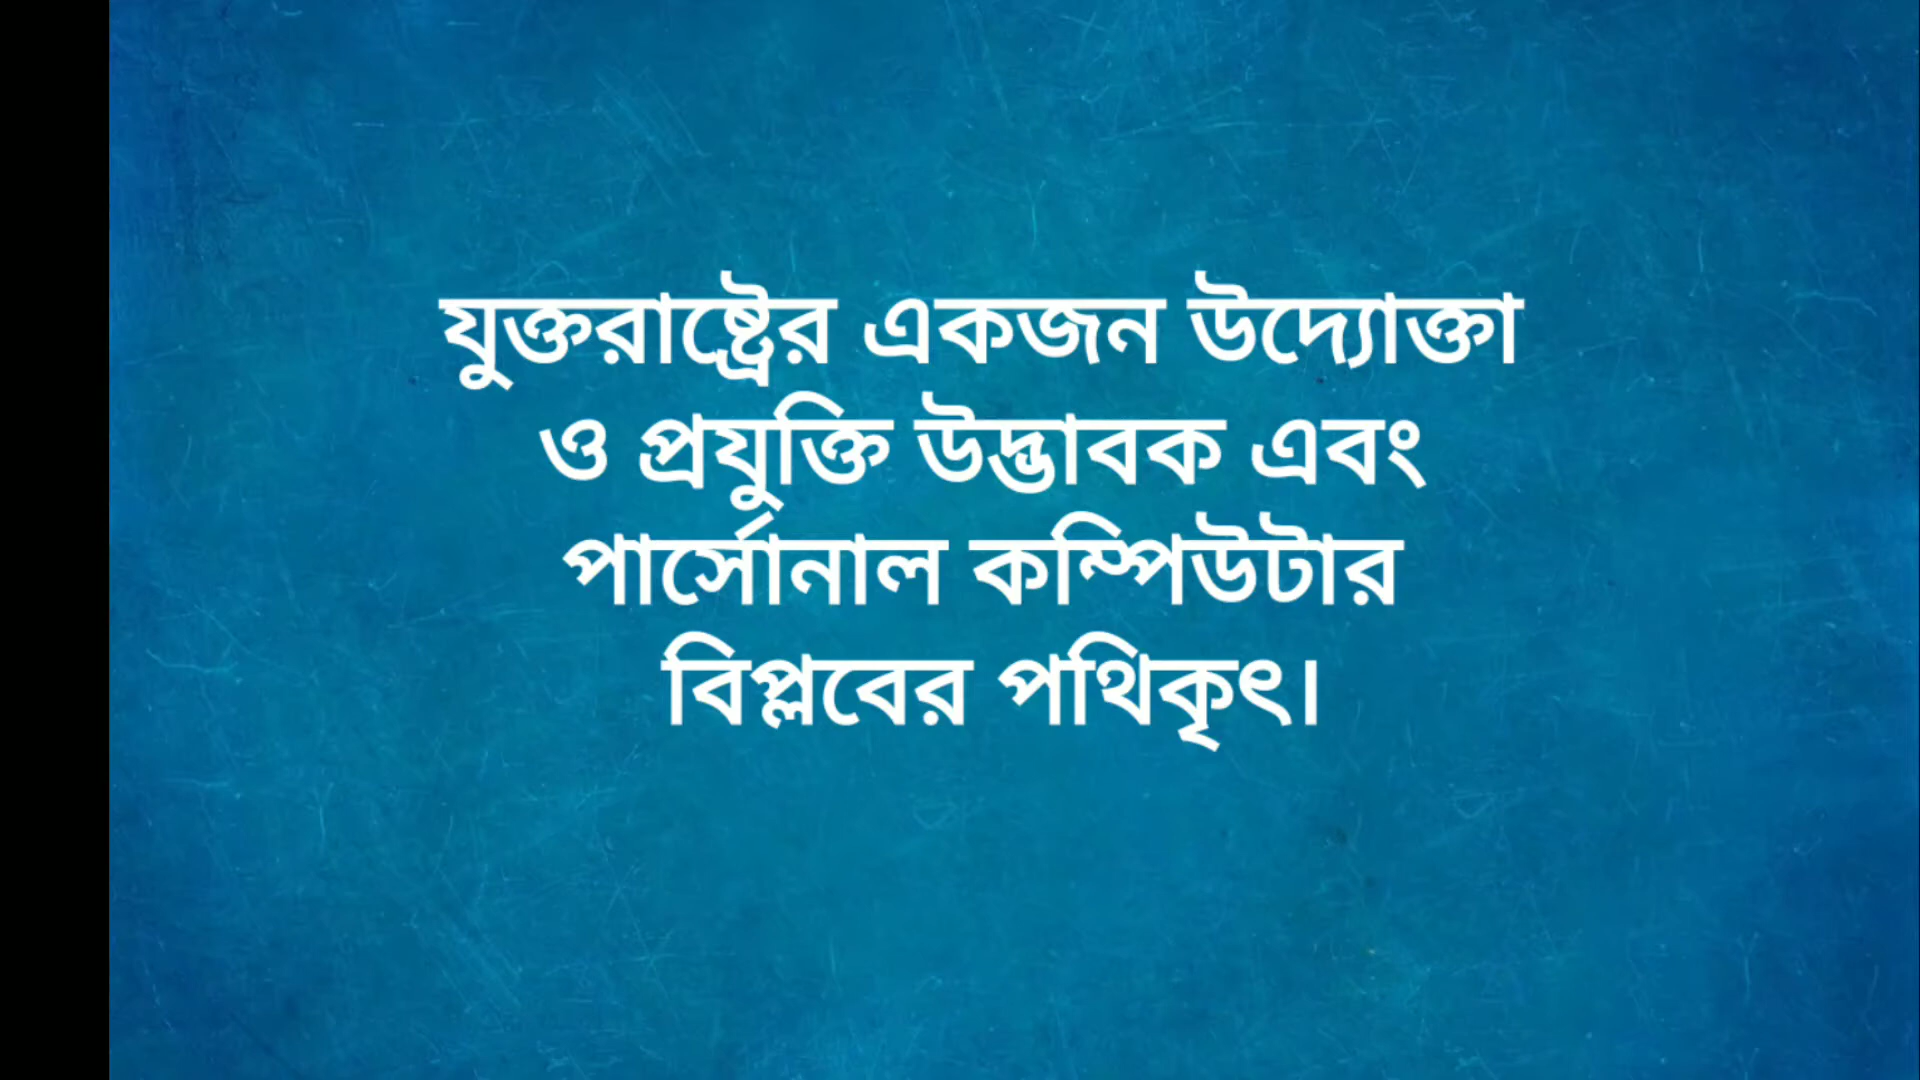 যুক্তরাষ্ট্রের একজন উদ্যোক্তা
ও প্রযুক্তি উদ্ভাবক এবং
পার্সোনাল কম্পিউটার
বিপ্লবের পথিকৃৎ।